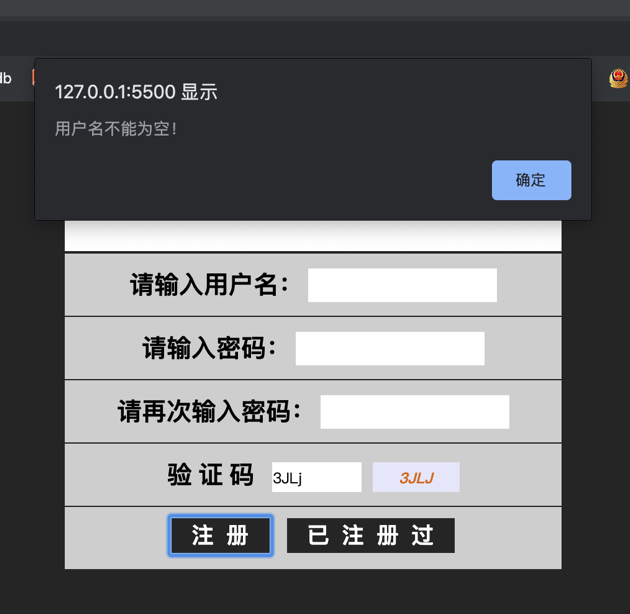 db
127.0.0.1:5500 显示
用户名不能为空！
确定
请输入用户名：
请输入密码：
请再次输入密码：
验 证 码 3JLj 3JLJ
注 册 已 注 册 过